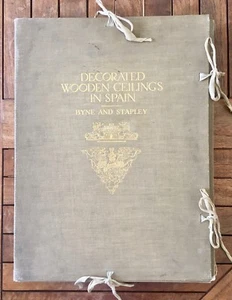 DECORATED
WOODEN CEILINGS
IN SPAIN
BYNE AND STAPLEY